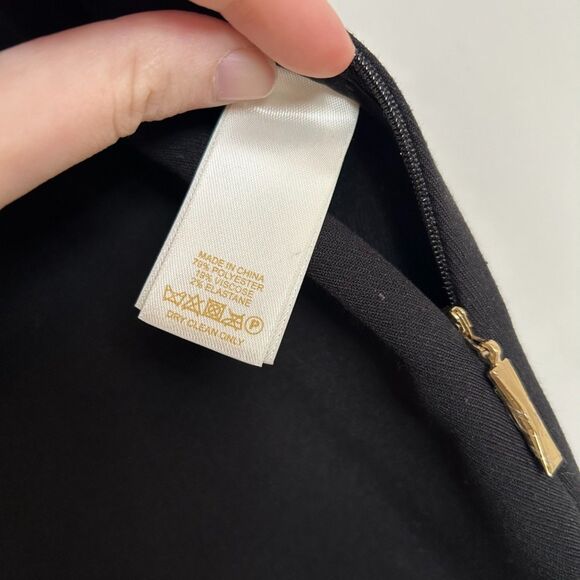 MADE IN CHINA
79% POLYESTER
19% VISCOSE
2% ELASTANE
P
DRY CLEAN ONLY